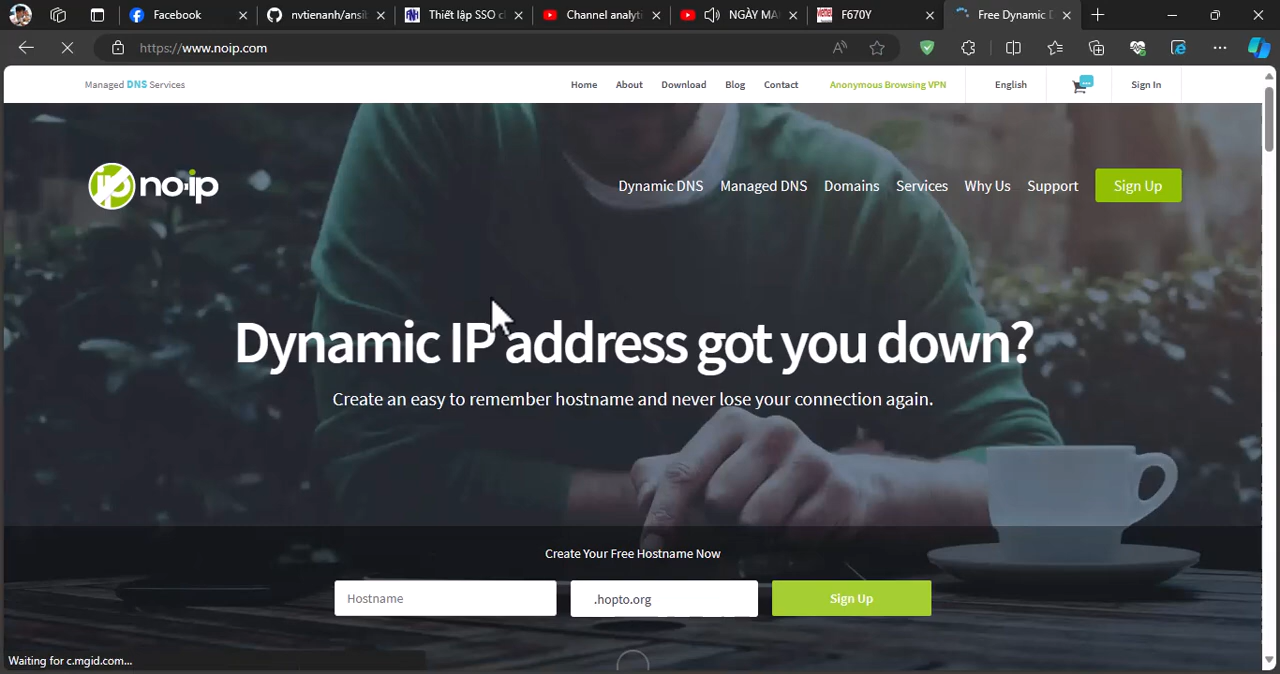 Facebook
nvtienanh/ansib
Thiết lập SSO c
Channel analyti
NGÀY MA
F670Y
Free Dynamic D
https://www.noip.com
Managed DNS Services
Home
About
Download
Blog
Contact
Anonymous Browsing VPN
English
Sign In
no-ip
Dynamic DNS
Managed DNS
Domains
Services
Why Us
Support
Sign Up
Dynamic IP address got you down?
Create an easy to remember hostname and never lose your connection again.
Create Your Free Hostname Now
Hostname
.hopto.org
Sign Up
Waiting for c.mgid.com...